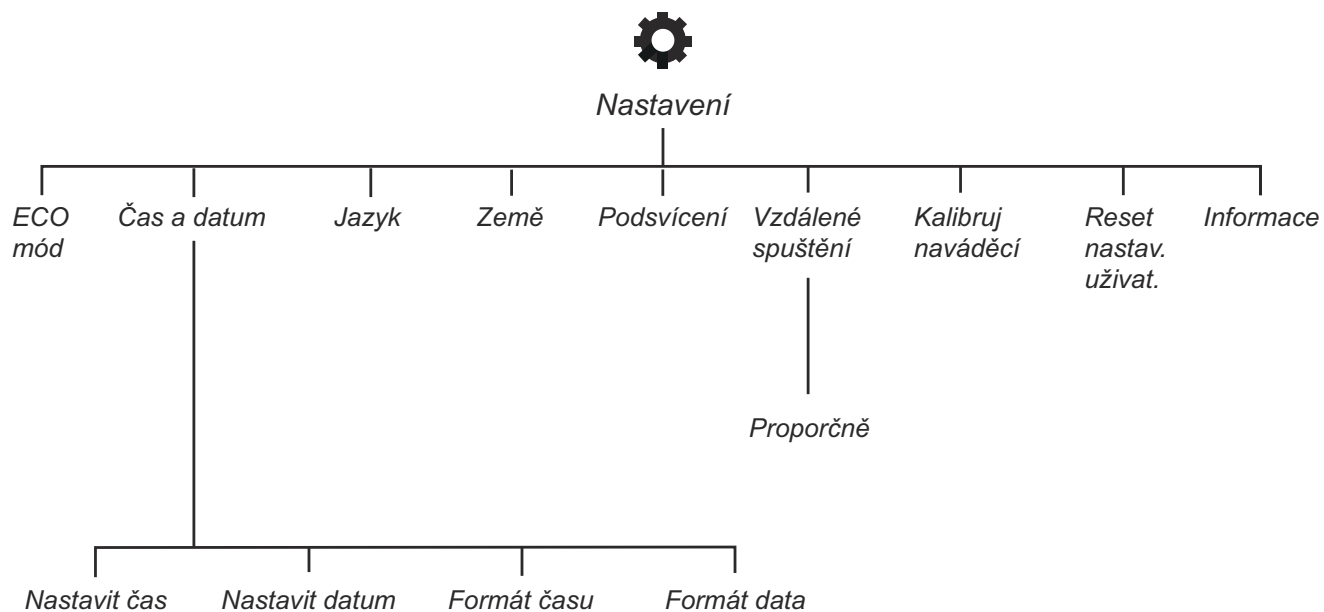 Nastavení
ECO
mód
Čas a datum
Jazyk
Země
Podsvícení
Vzdálené
spuštění
Kalibruj
naváděcí
Reset
nastav.
uživat.
Informace
Proporčně
Nastavit čas
Nastavit datum
Formát času
Formát data